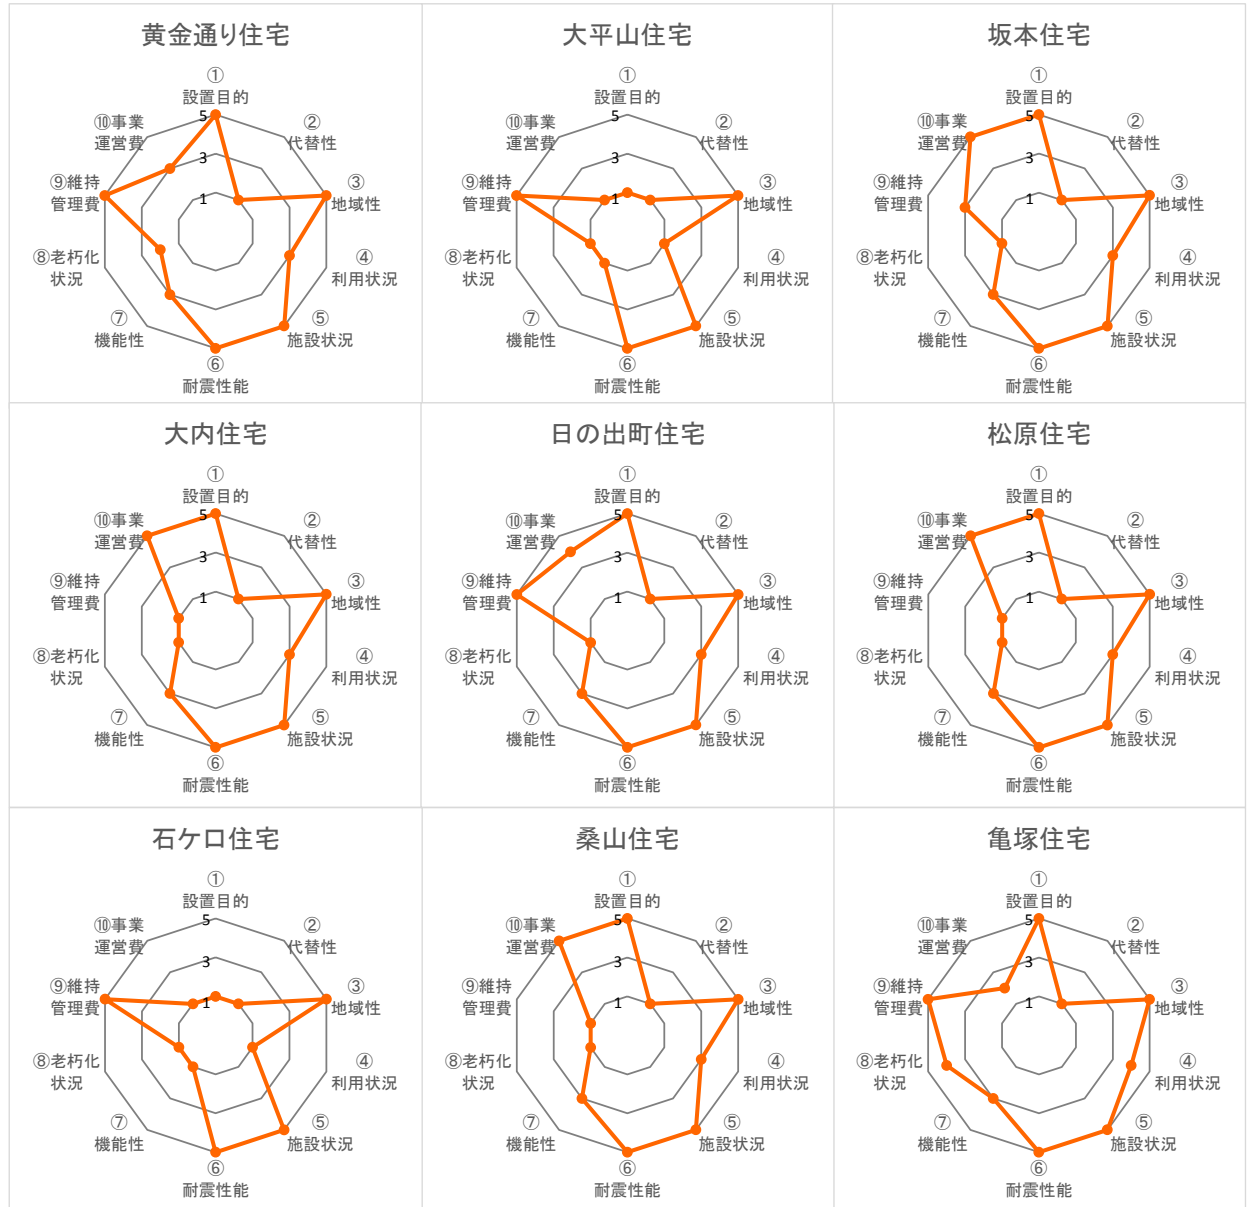 黄金通り住宅
①
設置目的
②
代替性
③
地域性
④
利用状況
⑤
施設状況
⑥
耐震性能
⑦
機能性
⑧老朽化
状況
⑨維持
管理費
⑩事業
運営費
5
3
1
大平山住宅
①
設置目的
②
代替性
③
地域性
④
利用状況
⑤
施設状況
⑥
耐震性能
⑦
機能性
⑧老朽化
状況
⑨維持
管理費
⑩事業
運営費
5
3
1
坂本住宅
①
設置目的
②
代替性
③
地域性
④
利用状況
⑤
施設状況
⑥
耐震性能
⑦
機能性
⑧老朽化
状況
⑨維持
管理費
⑩事業
運営費
5
3
1
大内住宅
①
設置目的
②
代替性
③
地域性
④
利用状況
⑤
施設状況
⑥
耐震性能
⑦
機能性
⑧老朽化
状況
⑨維持
管理費
⑩事業
運営費
5
3
1
日の出町住宅
①
設置目的
②
代替性
③
地域性
④
利用状況
⑤
施設状況
⑥
耐震性能
⑦
機能性
⑧老朽化
状況
⑨維持
管理費
⑩事業
運営費
5
3
1
松原住宅
①
設置目的
②
代替性
③
地域性
④
利用状況
⑤
施設状況
⑥
耐震性能
⑦
機能性
⑧老朽化
状況
⑨維持
管理費
⑩事業
運営費
5
3
1
石ケ口住宅
①
設置目的
②
代替性
③
地域性
④
利用状況
⑤
施設状況
⑥
耐震性能
⑦
機能性
⑧老朽化
状況
⑨維持
管理費
⑩事業
運営費
5
3
1
桑山住宅
①
設置目的
②
代替性
③
地域性
④
利用状況
⑤
施設状況
⑥
耐震性能
⑦
機能性
⑧老朽化
状況
⑨維持
管理費
⑩事業
運営費
5
3
1
亀塚住宅
①
設置目的
②
代替性
③
地域性
④
利用状況
⑤
施設状況
⑥
耐震性能
⑦
機能性
⑧老朽化
状況
⑨維持
管理費
⑩事業
運営費
5
3
1